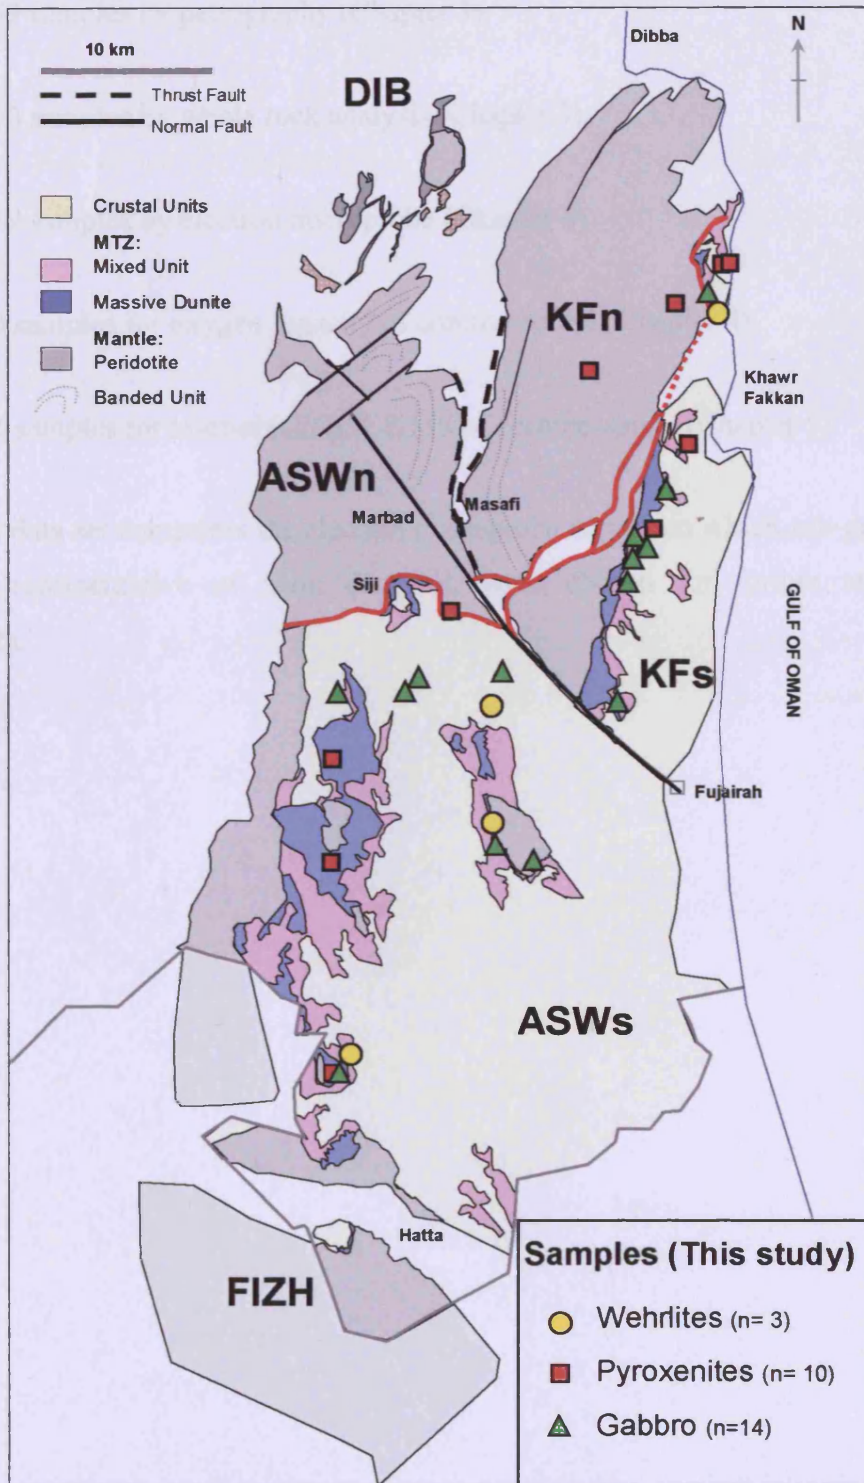 N
Dibba
10 km
Thrust Fault
Normal Fault
DIB
Crustal Units
MTZ:
Mixed Unit
Massive Dunite
Mantle:
Peridotite
Banded Unit
KFn
Khawr
Fakkan
ASWn
Marbad
Masafi
Siji
KFs
GULF OF OMAN
Fujairah
ASWs
Hatta
FIZH
Samples (This study)
Wehrlites (n= 3)
Pyroxenites (n= 10)
Gabbro (n=14)